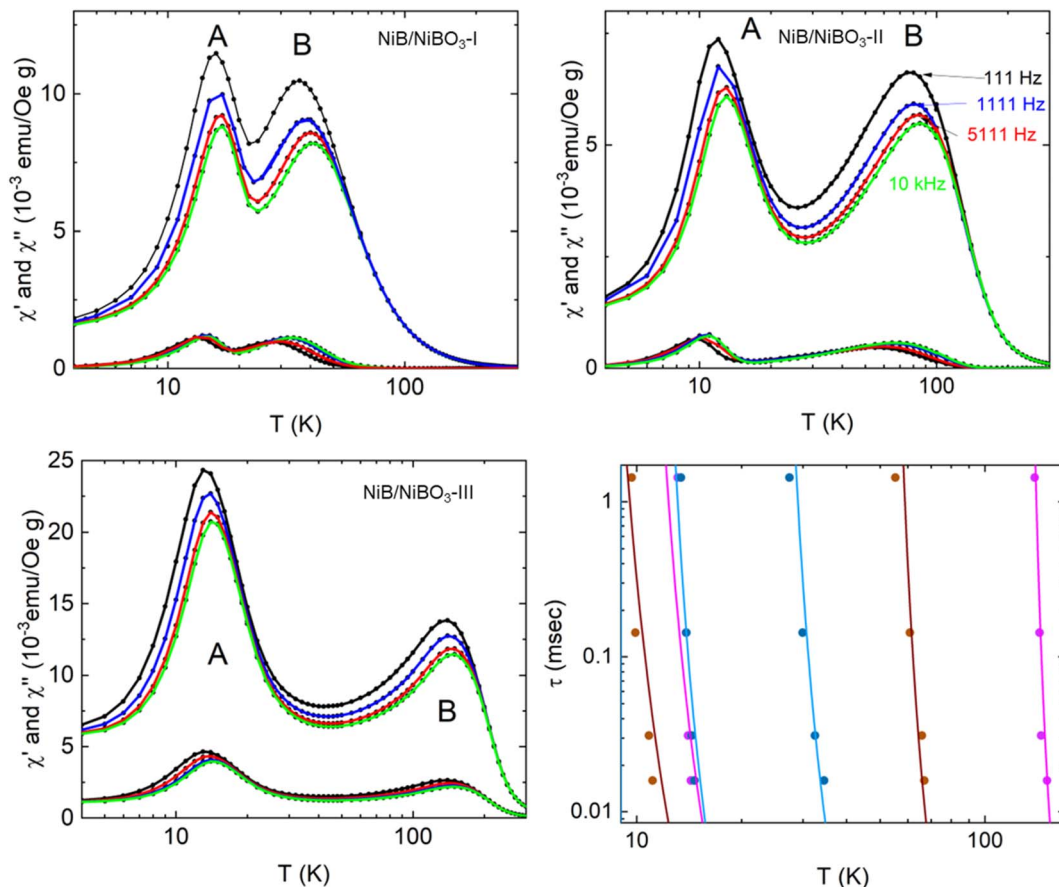 A
B
NiB/NiBO₃-I
χ' and χ'' (10⁻³emu/Oe g)
10
5
0
10
100
T (K)
A
B
NiB/NiBO₃-II
111 Hz
1111 Hz
5111 Hz
10 kHz
χ' and χ'' (10⁻³emu/Oe g)
5
0
10
100
T (K)
NiB/NiBO₃-III
A
B
χ' and χ'' (10⁻³emu/Oe g)
25
20
15
10
5
0
10
100
T (K)
τ (msec)
1
0.1
0.01
10
100
T (K)